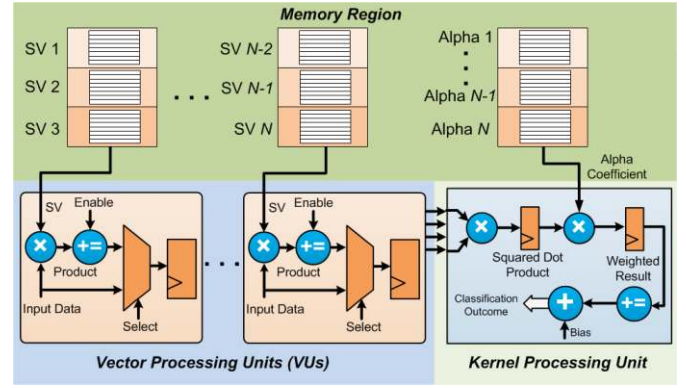 Memory Region
SV 1
SV 2
SV 3
. . .
SV N-2
SV N-1
SV N
Alpha 1
Alpha N-1
Alpha N
Alpha
Coefficient
SV
Enable
×
+=
Product
Input Data
Select
. . .
SV
Enable
×
+=
Product
Input Data
Select
Vector Processing Units (VUs)
×
Squared Dot
Product
×
Weighted
Result
+=
+
Bias
Classification
Outcome
Kernel Processing Unit